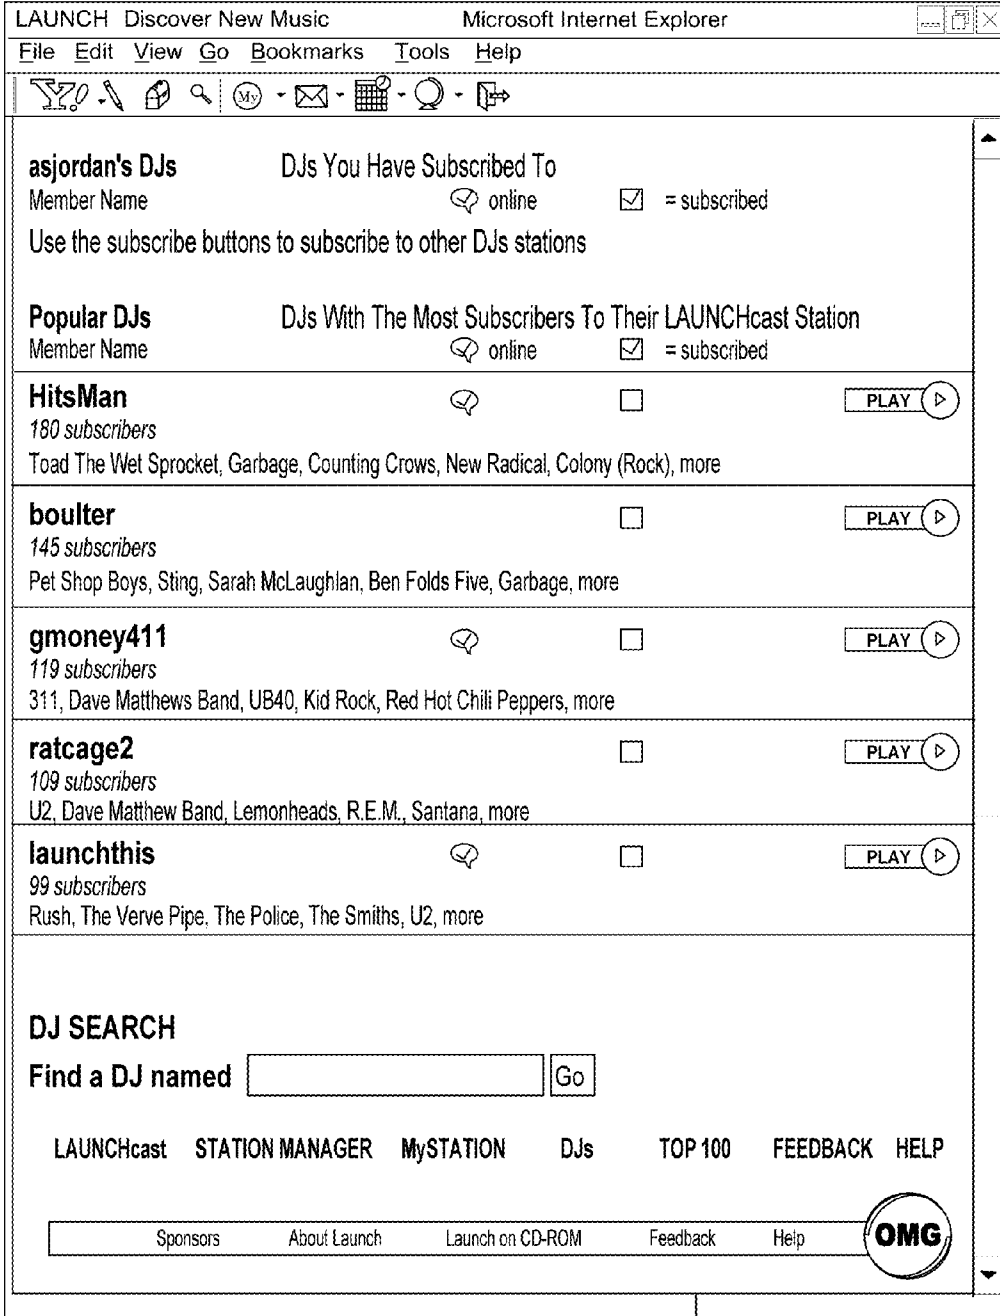 LAUNCH Discover New Music Microsoft Internet Explorer
File Edit View Go Bookmarks Tools Help
Y! My
asjordan's DJs DJs You Have Subscribed To
Member Name online = subscribed
Use the subscribe buttons to subscribe to other DJs stations
Popular DJs DJs With The Most Subscribers To Their LAUNCHcast Station
Member Name online = subscribed
HitsMan PLAY
180 subscribers
Toad The Wet Sprocket, Garbage, Counting Crows, New Radical, Colony (Rock), more
boulter PLAY
145 subscribers
Pet Shop Boys, Sting, Sarah McLaughlan, Ben Folds Five, Garbage, more
gmoney411 PLAY
119 subscribers
311, Dave Matthews Band, UB40, Kid Rock, Red Hot Chili Peppers, more
ratcage2 PLAY
109 subscribers
U2, Dave Matthew Band, Lemonheads, R.E.M., Santana, more
launchthis PLAY
99 subscribers
Rush, The Verve Pipe, The Police, The Smiths, U2, more
DJ SEARCH
Find a DJ named Go
LAUNCHcast STATION MANAGER MySTATION DJs TOP 100 FEEDBACK HELP
Sponsors About Launch Launch on CD-ROM Feedback Help OMG